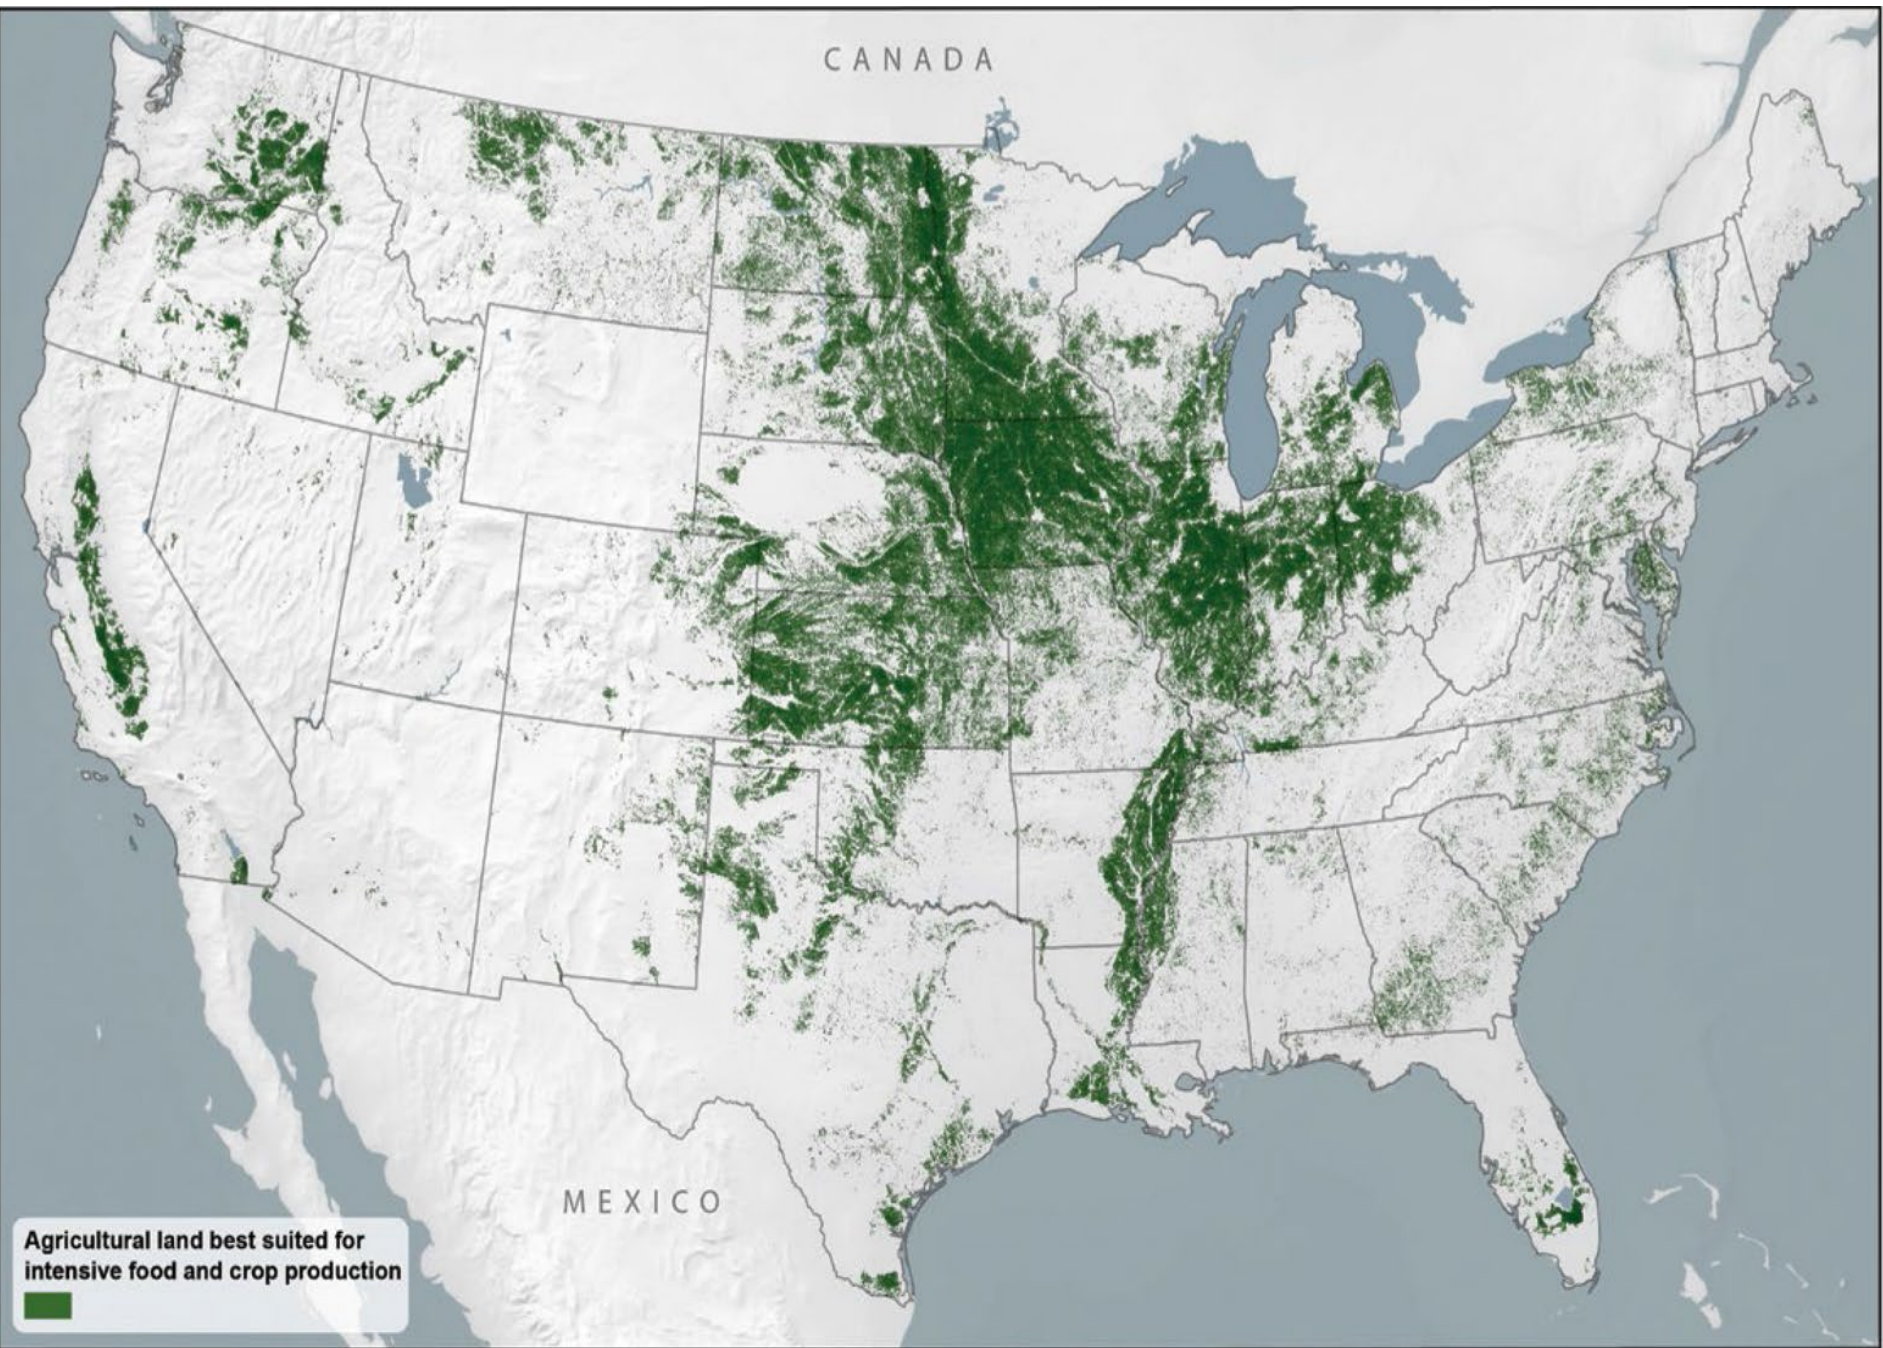 CANADA
MEXICO
Agricultural land best suited for
intensive food and crop production